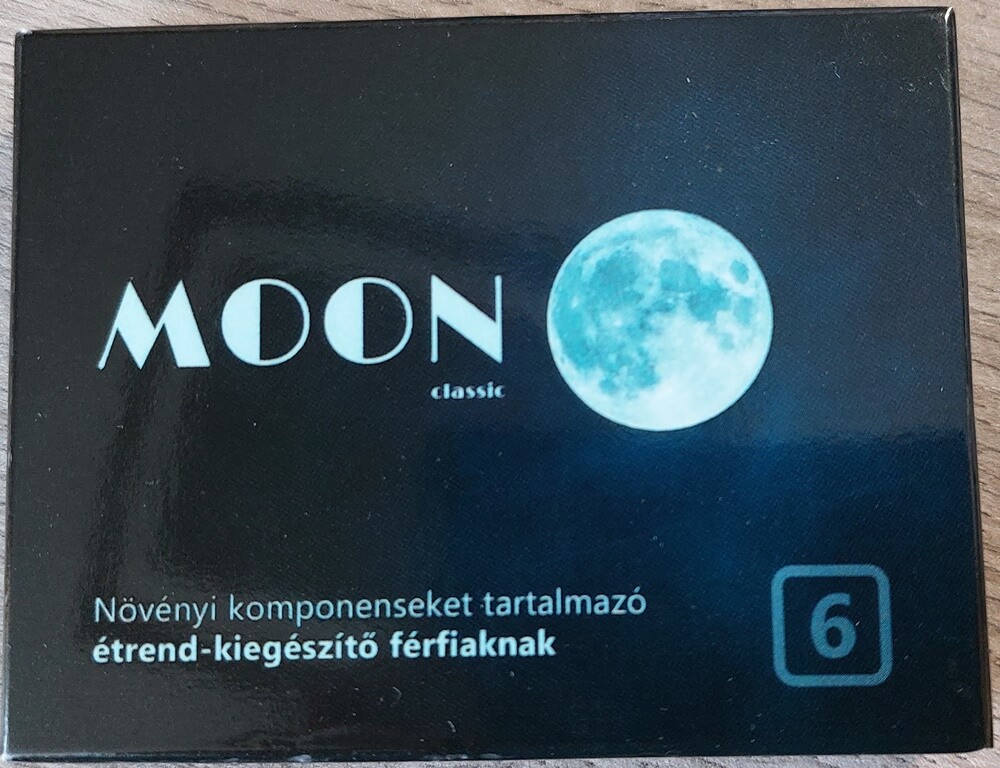 MOON
classic
Növényi komponenseket tartalmazó
étrend-kiegészítő férfiaknak
6